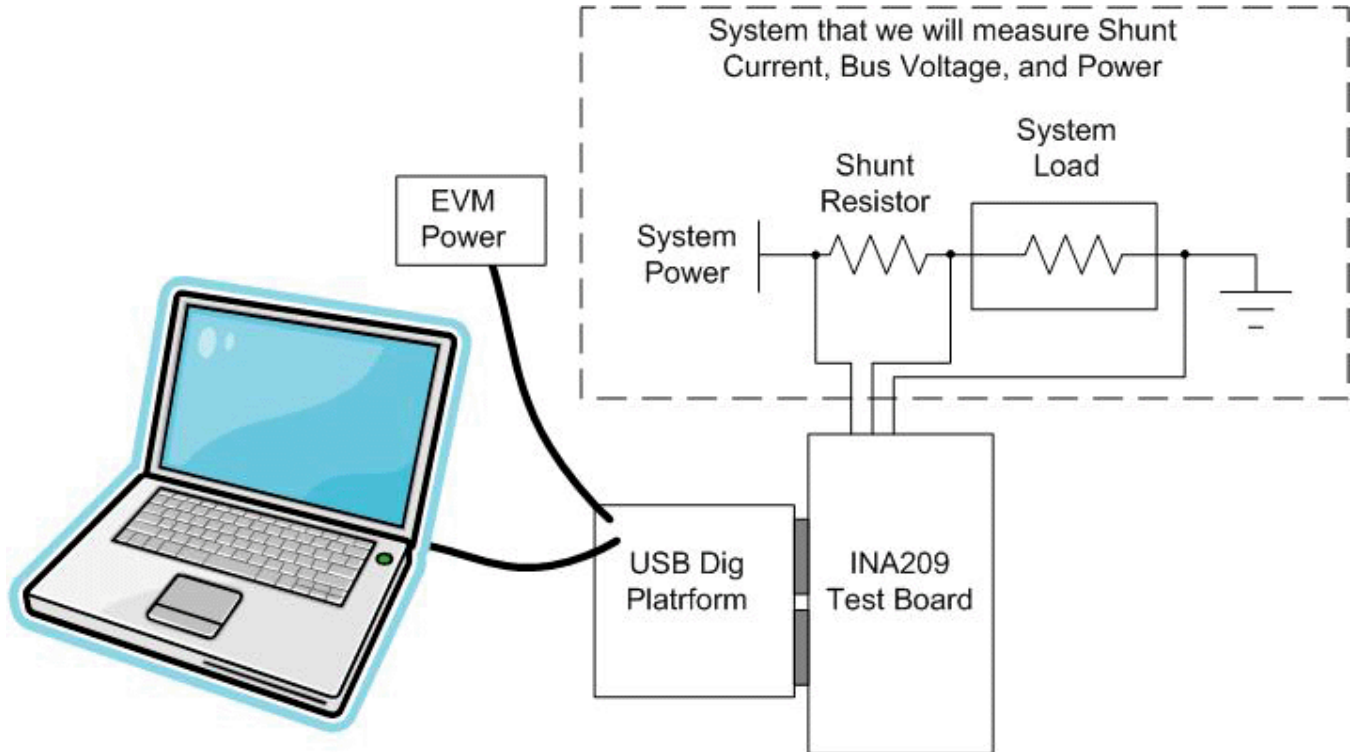 System that we will measure Shunt
Current, Bus Voltage, and Power
System
Load
Shunt
Resistor
System
Power
EVM
Power
USB Dig
Platrform
INA209
Test Board